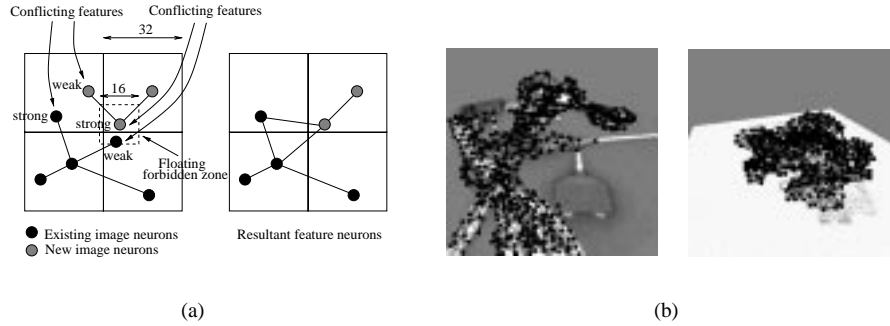 Conflicting features
Conflicting features
32
weak
16
strong
strong
weak
Floating
forbidden zone
Existing image neurons
New image neurons
Resultant feature neurons
(a)
(b)